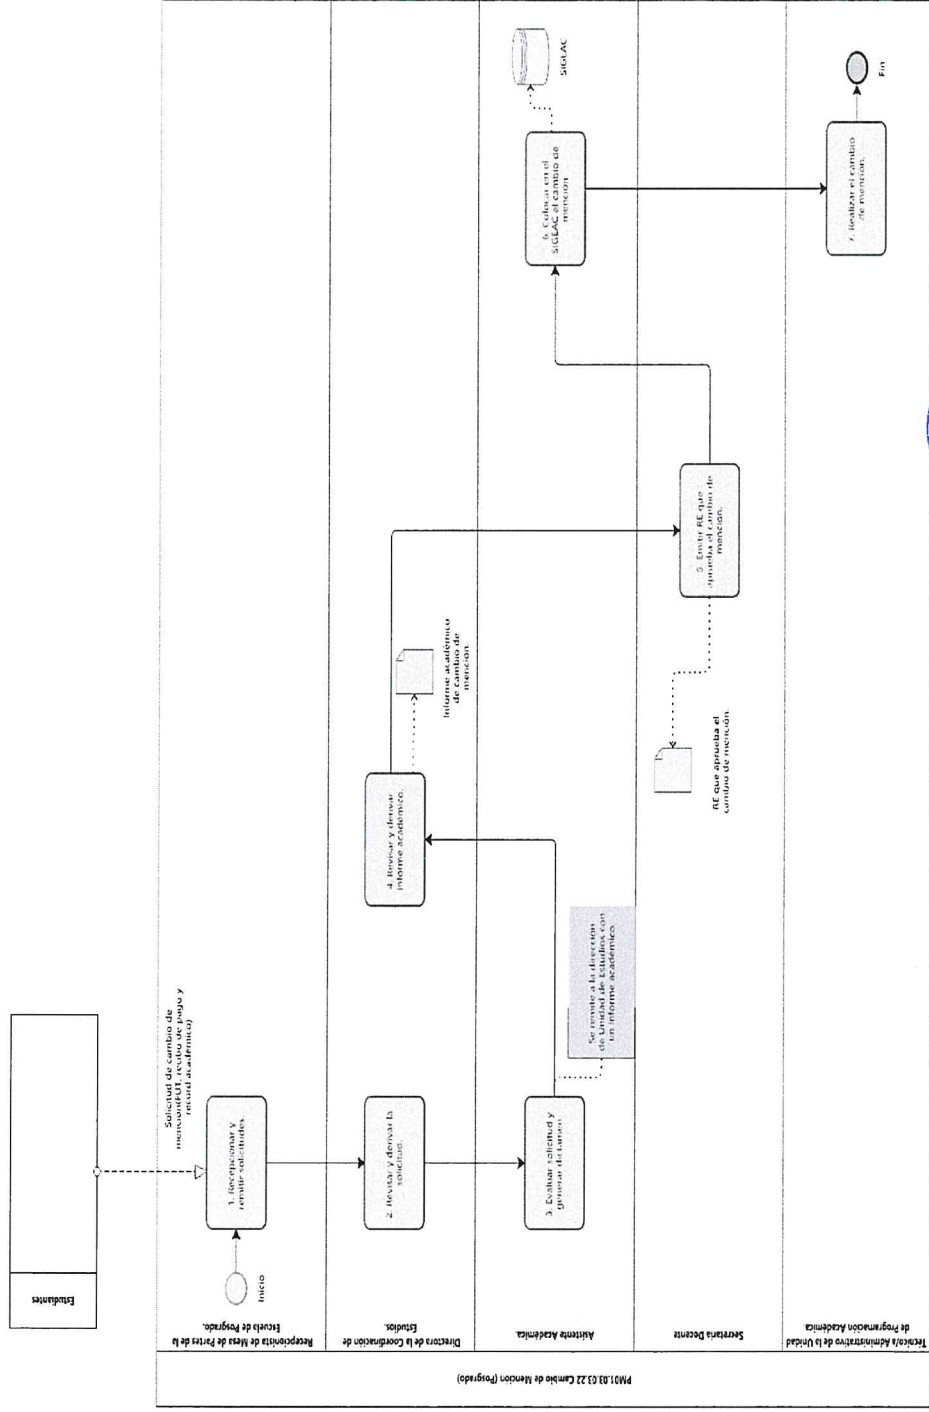 Estudiantes
Solicitud de cambio de
mención(FUT, recibo de pago y
record académico)
PM01.03.03.22 Cambio de Mención (Posgrado)
Recepcionista de Mesa de Partes de la
Escuela de Posgrado.
Inicio
1. Recepcionar y
remitir solicitudes.
Directora de la Coordinación de
Estudios.
2. Revisar y derivar la
solicitud.
4. Revisar y derivar
informe académico.
Informe académico
de cambio de
mención.
Asistente Académica.
3. Evaluar solicitud y
generar dictamen
Se remite a la dirección
de Unidad de Estudios con
un informe académico.
6. Colocar en el
SIGEAC el cambio de
mención
SIGEAC
Secretaria Docente
RE que aprueba el
cambio de mención.
5. Emitir RE que
aprueba el cambio de
mención.
Técnico/a Administrativo de la Unidad
de Programación Académica
7. Realizar el cambio
de mención.
Fin